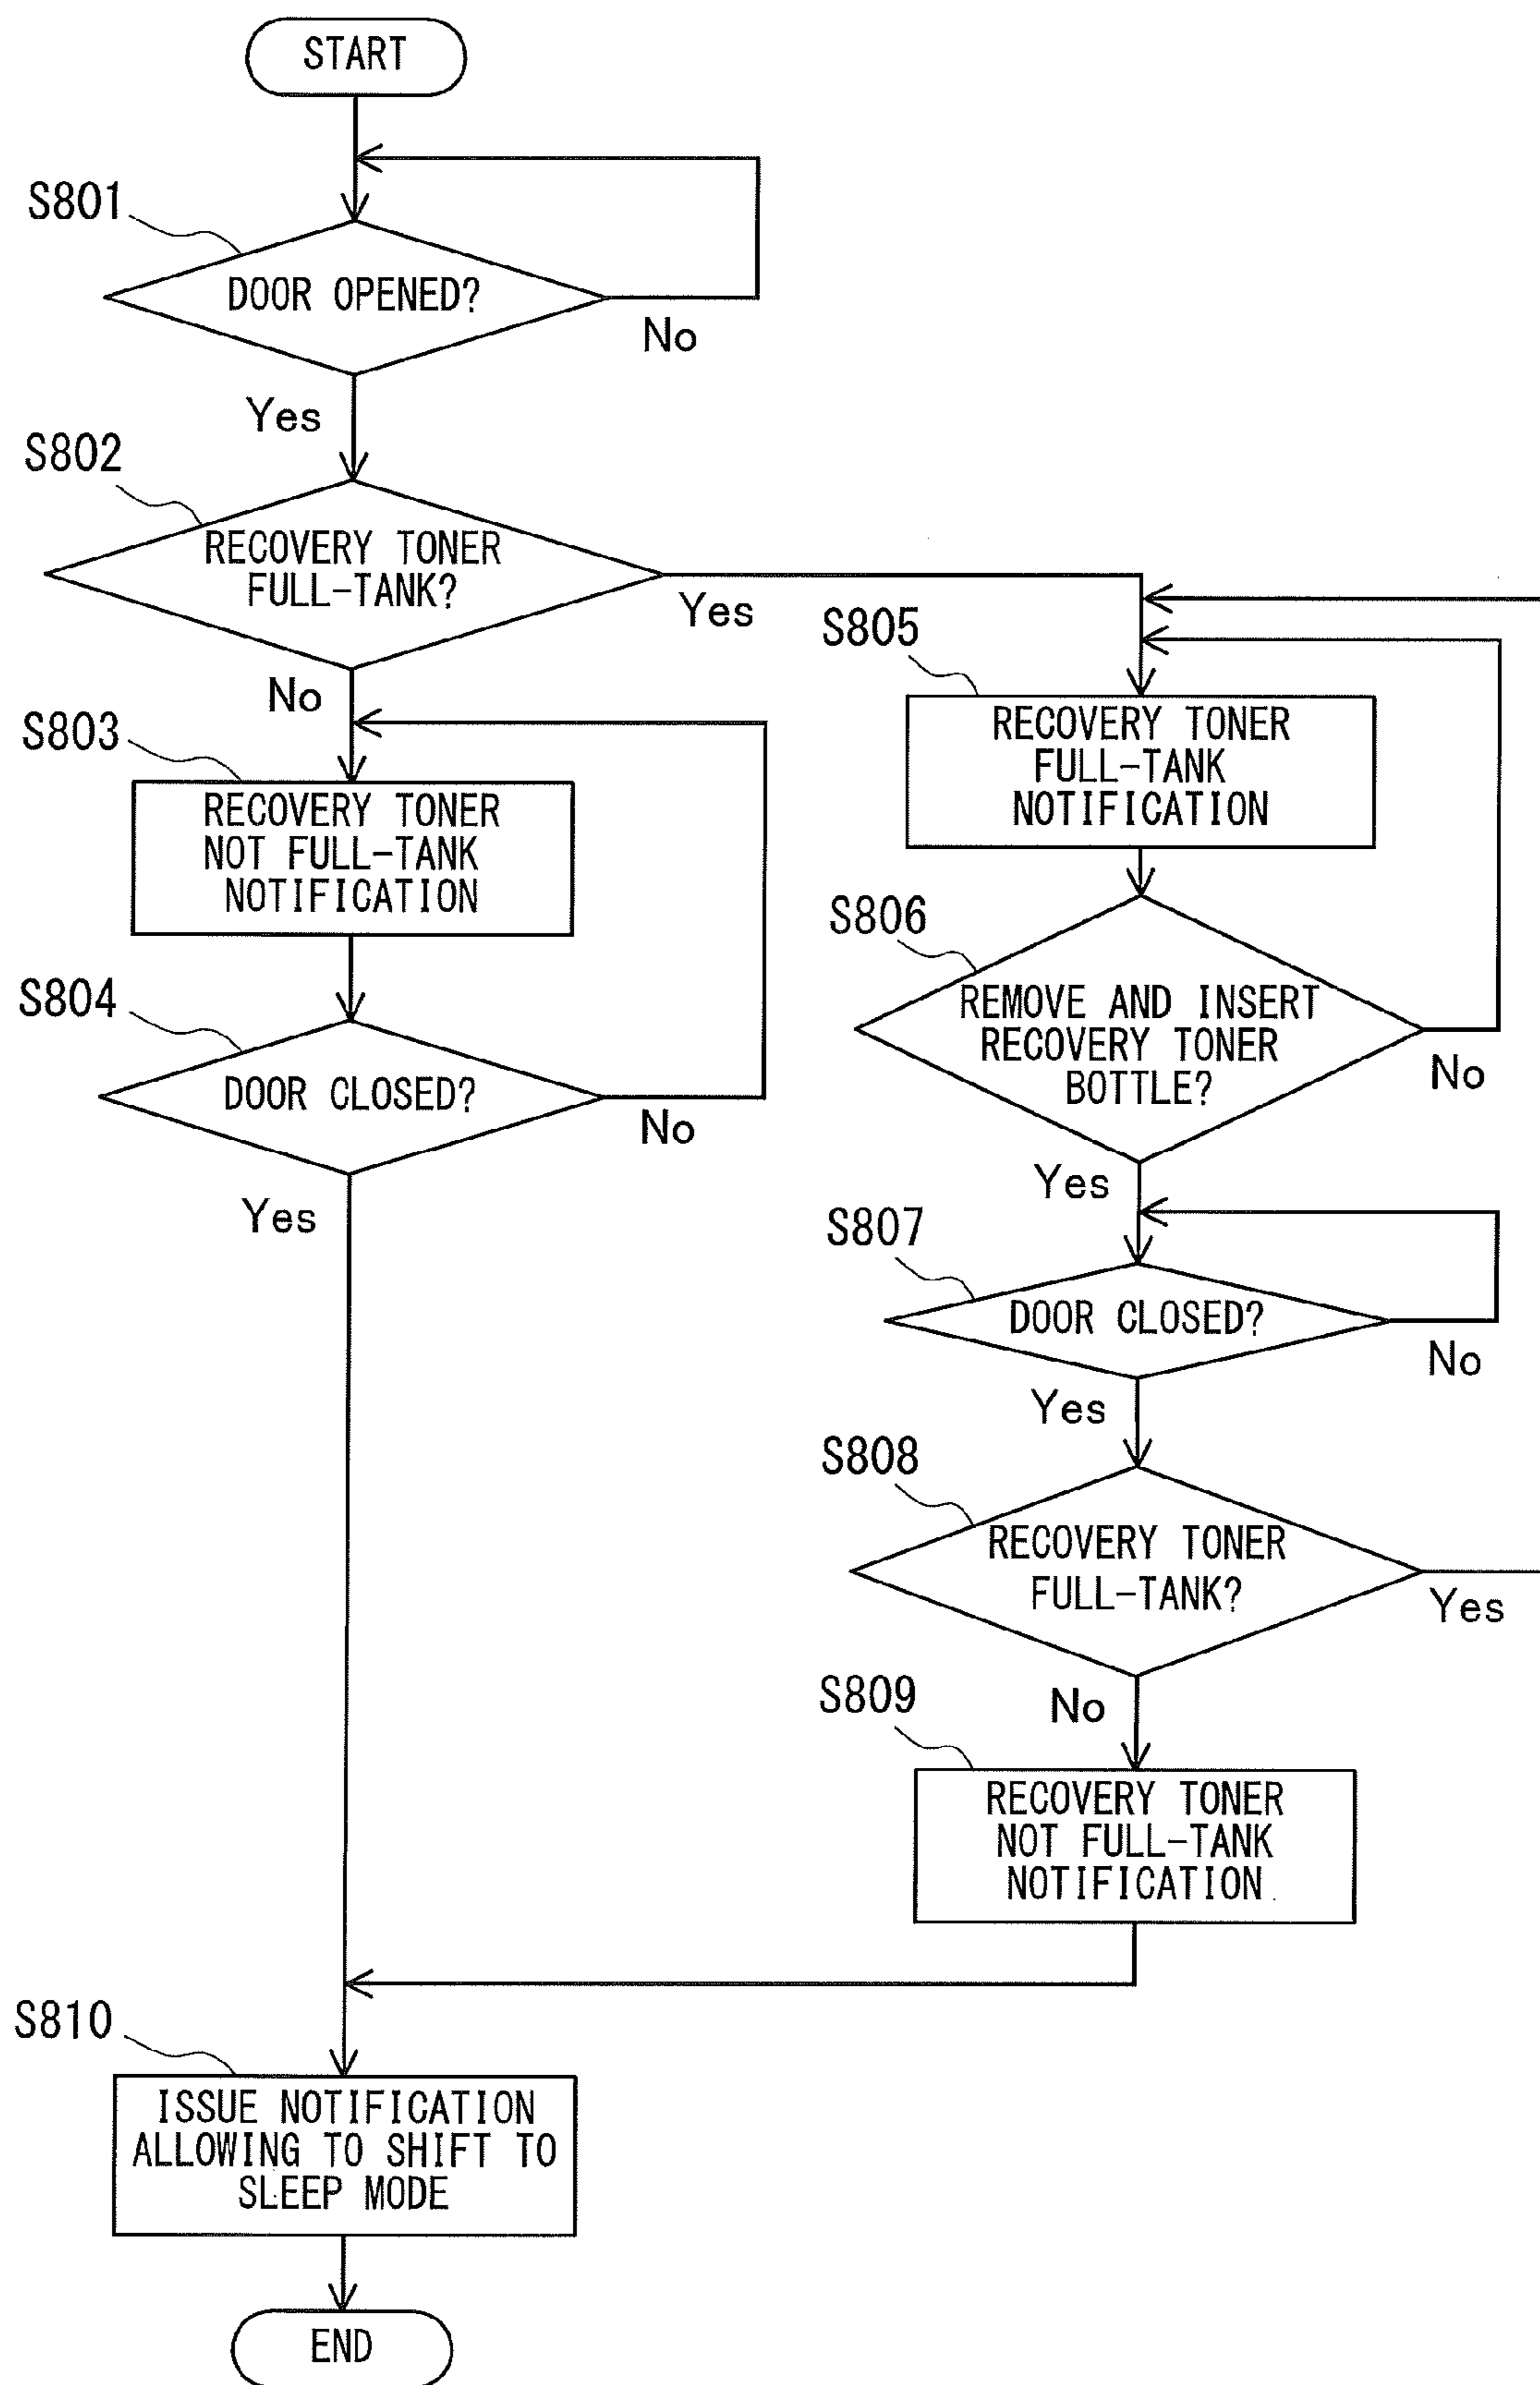 START
S801
DOOR OPENED?
No
Yes
S802
RECOVERY TONER
FULL-TANK?
Yes
No
S803
RECOVERY TONER
NOT FULL-TANK
NOTIFICATION
S804
DOOR CLOSED?
No
Yes
S805
RECOVERY TONER
FULL-TANK
NOTIFICATION
S806
REMOVE AND INSERT
RECOVERY TONER
BOTTLE?
No
Yes
S807
DOOR CLOSED?
No
Yes
S808
RECOVERY TONER
FULL-TANK?
Yes
No
S809
RECOVERY TONER
NOT FULL-TANK
NOTIFICATION
S810
ISSUE NOTIFICATION
ALLOWING TO SHIFT TO
SLEEP MODE
END